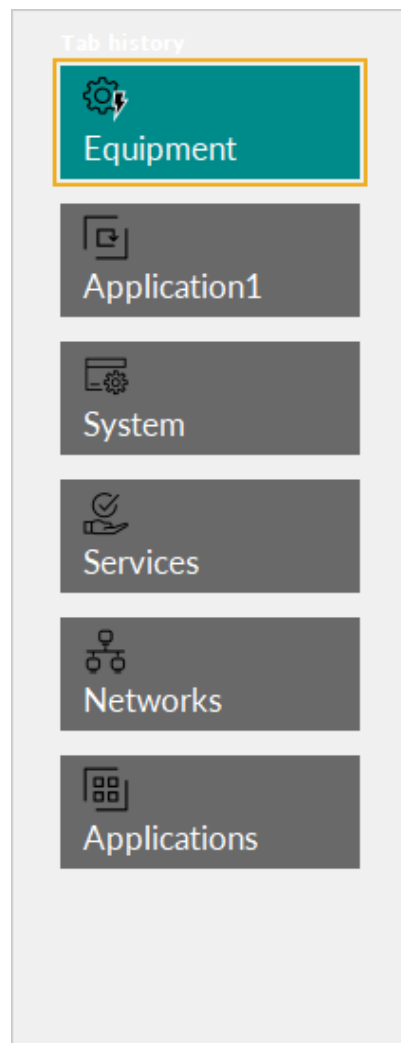 Tab history
Equipment
Application1
System
Services
Networks
Applications